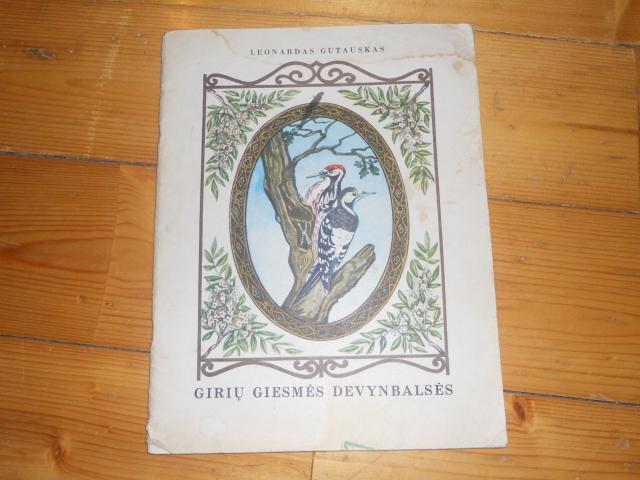 LEONARDAS GUTAUSKAS
GIRIŲ GIESMĖS DEVYNBALSĖS